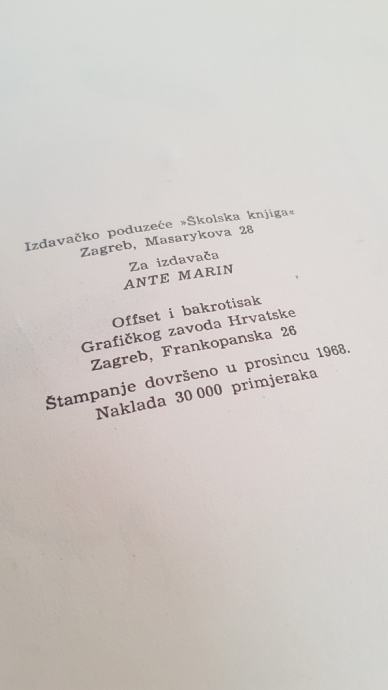 Izdavačko poduzeće »Školska knjiga«
Zagreb, Masarykova 28
Za izdavača
ANTE MARIN
Offset i bakrotisak
Grafičkog zavoda Hrvatske
Zagreb, Frankopanska 26
Štampanje dovršeno u prosincu 1968.
Naklada 30 000 primjeraka